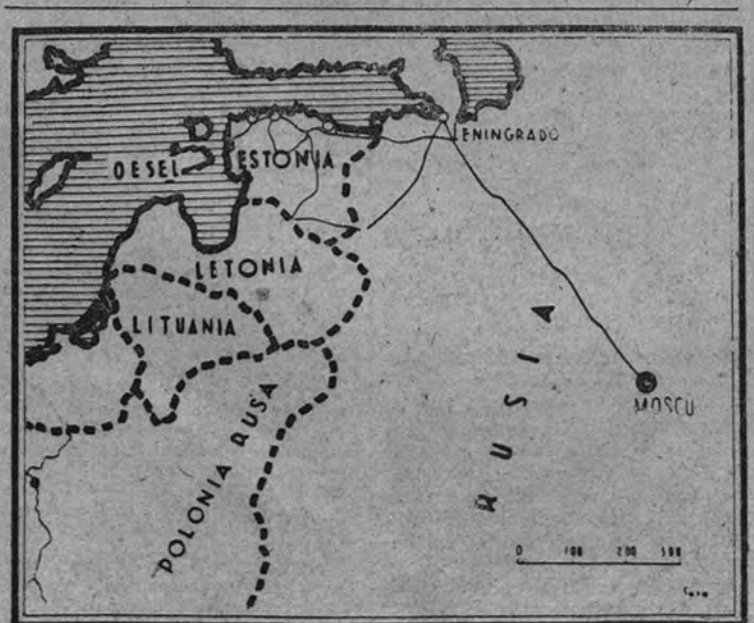 LENINGRADO
OESEL
ESTONIA
LETONIA
LITUANIA
POLONIA RUSA
RUSIA
MOSCU
0 100 200 300